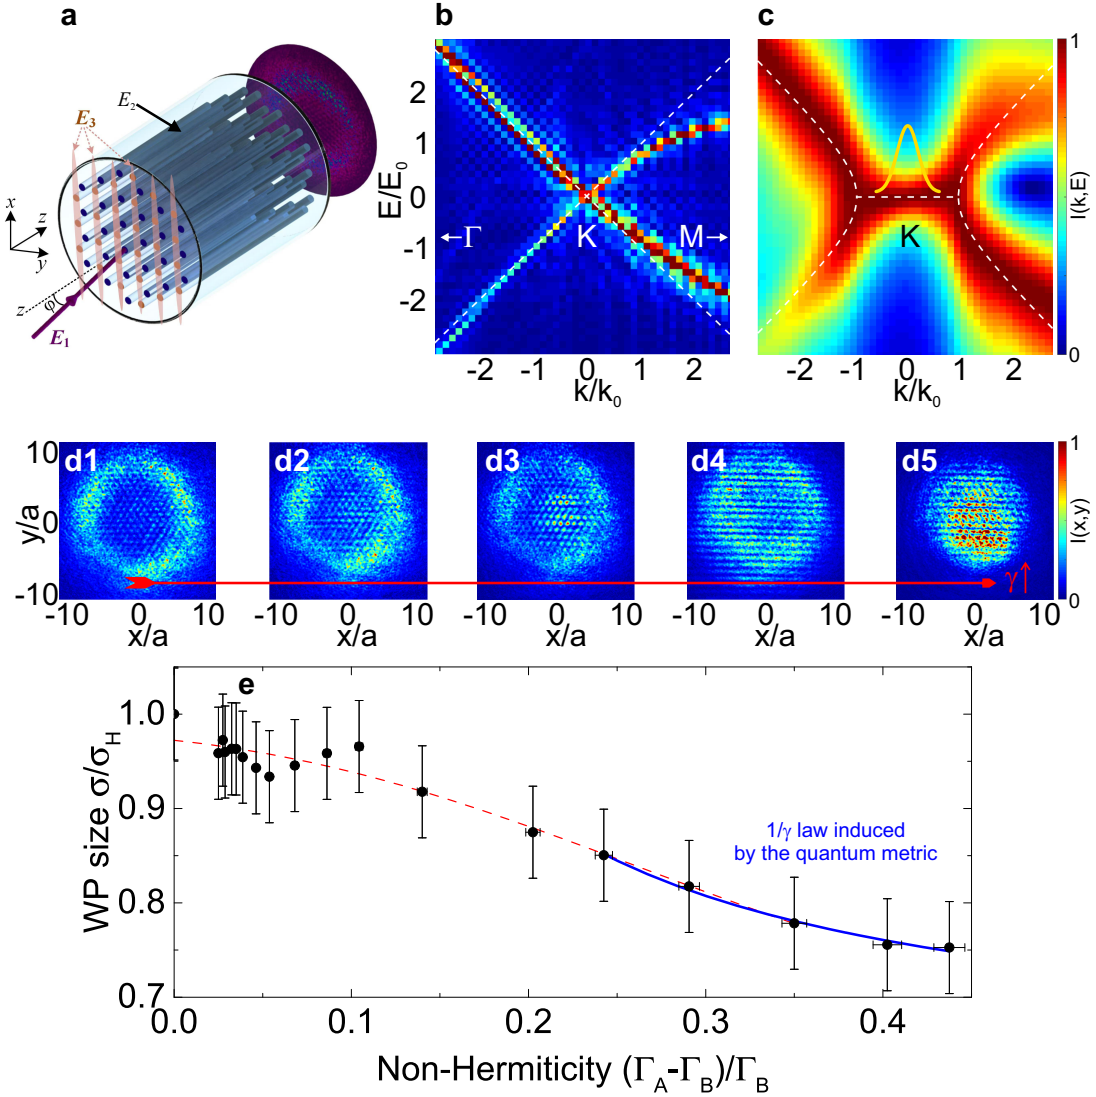 a
E₂
E₃
x
z
y
z
φ
E₁
b
E/E₀
2
1
0
-1
-2
←Γ
K
M→
-2
-1
0
1
2
k/k₀
c
K
-2
-1
0
1
2
k/k₀
1
I(k,E)
0
d1
d2
d3
d4
d5
y/a
10
0
-10
γ↑
1
I(x,y)
0
-10 0 10
-10 0 10
-10 0 10
-10 0 10
-10 0 10
x/a
x/a
x/a
x/a
x/a
e
WP size σ/σH
1.0
0.9
0.8
0.7
1/γ law induced
by the quantum metric
0.0
0.1
0.2
0.3
0.4
Non-Hermiticity (ΓA-ΓB)/ΓB